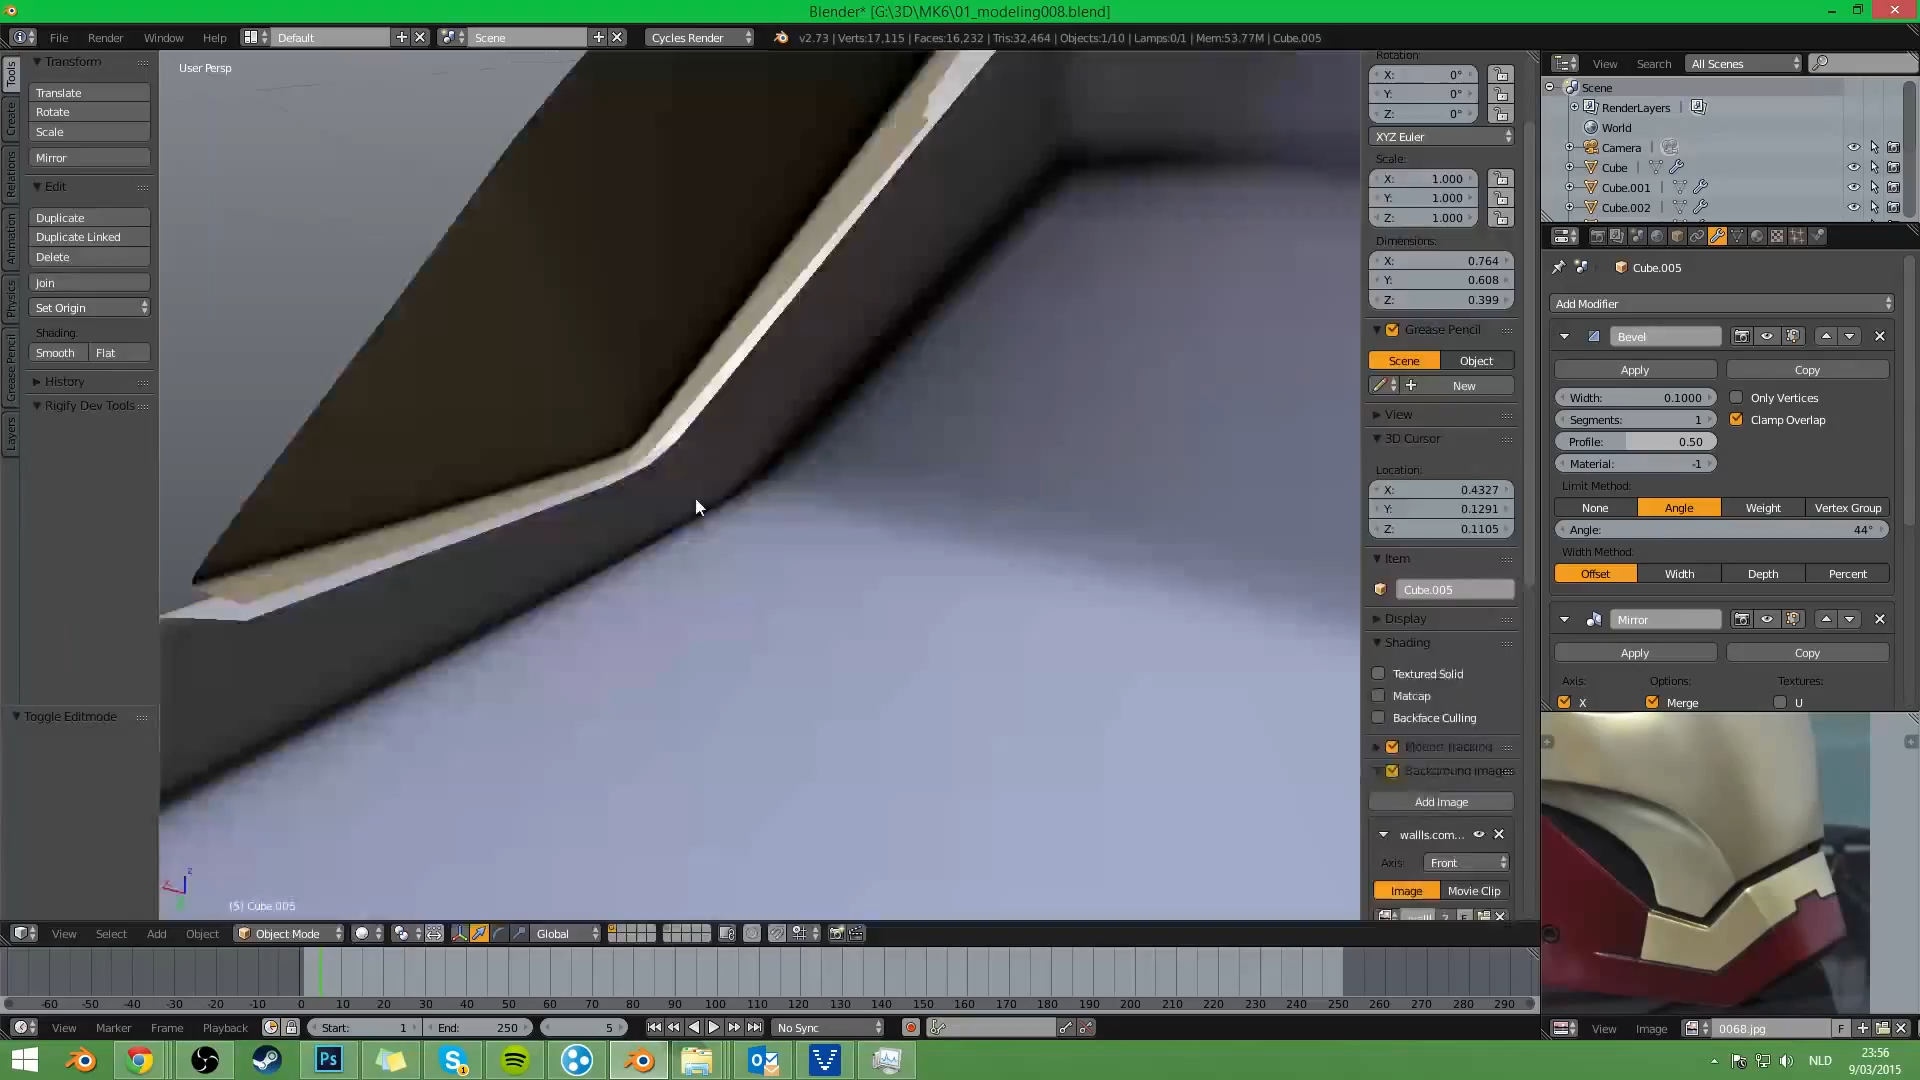 Blender* [G:\3D\MK6\01_modeling008.blend]
File Render Window Help Default Scene Cycles Render v2.73 | Verts:17,115 | Faces:16,232 | Tris:32,464 | Objects:1/10 | Lamps:0/1 | Mem:53.77M | Cube.005
Tools
Create
Relations
Animation
Physics
Grease Pencil
Layers
Transform
Translate
Rotate
Scale
Mirror
Edit
Duplicate
Duplicate Linked
Delete
Join
Set Origin
Shading:
Smooth Flat
History
Rigify Dev Tools
Toggle Editmode
User Persp
(5) Cube.005
Rotation:
X: 0°
Y: 0°
Z: 0°
XYZ Euler
Scale:
X: 1.000
Y: 1.000
Z: 1.000
Dimensions:
X: 0.764
Y: 0.608
Z: 0.399
Grease Pencil
Scene Object
New
View
3D Cursor
Location:
X: 0.4327
Y: 0.1291
Z: 0.1105
Item
Cube.005
Display
Shading
Textured Solid
Matcap
Backface Culling
Motion Tracking
Background Images
Add Image
wallls.com...
Axis: Front
Image Movie Clip
View Search All Scenes
Scene
RenderLayers
World
Camera
Cube
Cube.001
Cube.002
Cube.005
Add Modifier
Bevel
Apply Copy
Width: 0.1000 Only Vertices
Segments: 1 Clamp Overlap
Profile: 0.50
Material: -1
Limit Method:
None Angle Weight Vertex Group
Angle: 44°
Width Method:
Offset Width Depth Percent
Mirror
Apply Copy
Axis: Options: Textures:
X Merge U
View Image 0068.jpg F
View Select Add Object Object Mode Global
-60 -50 -40 -30 -20 -10 0 10 20 30 40 50 60 70 80 90 100 110 120 130 140 150 160 170 180 190 200 210 220 230 240 250 260 270 280 290
View Marker Frame Playback Start: 1 End: 250 5 No Sync
NLD
23:56
9/03/2015